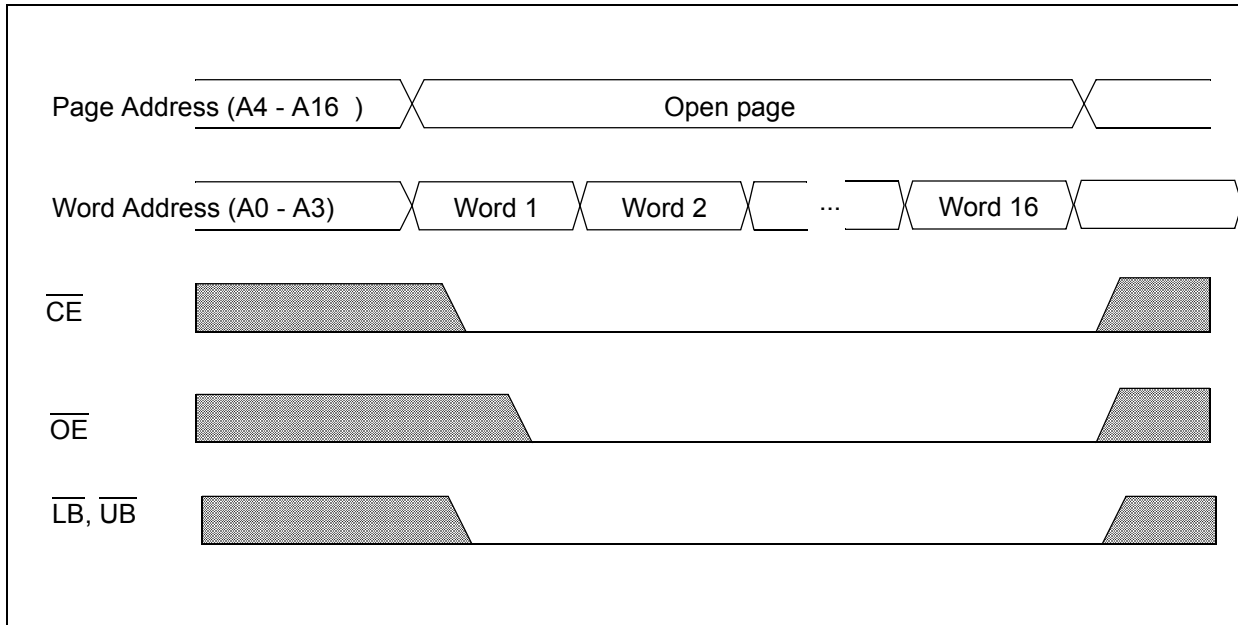 Page Address (A4 - A16 )
Open page
Word Address (A0 - A3)
Word 1
Word 2
...
Word 16
CE
OE
LB, UB